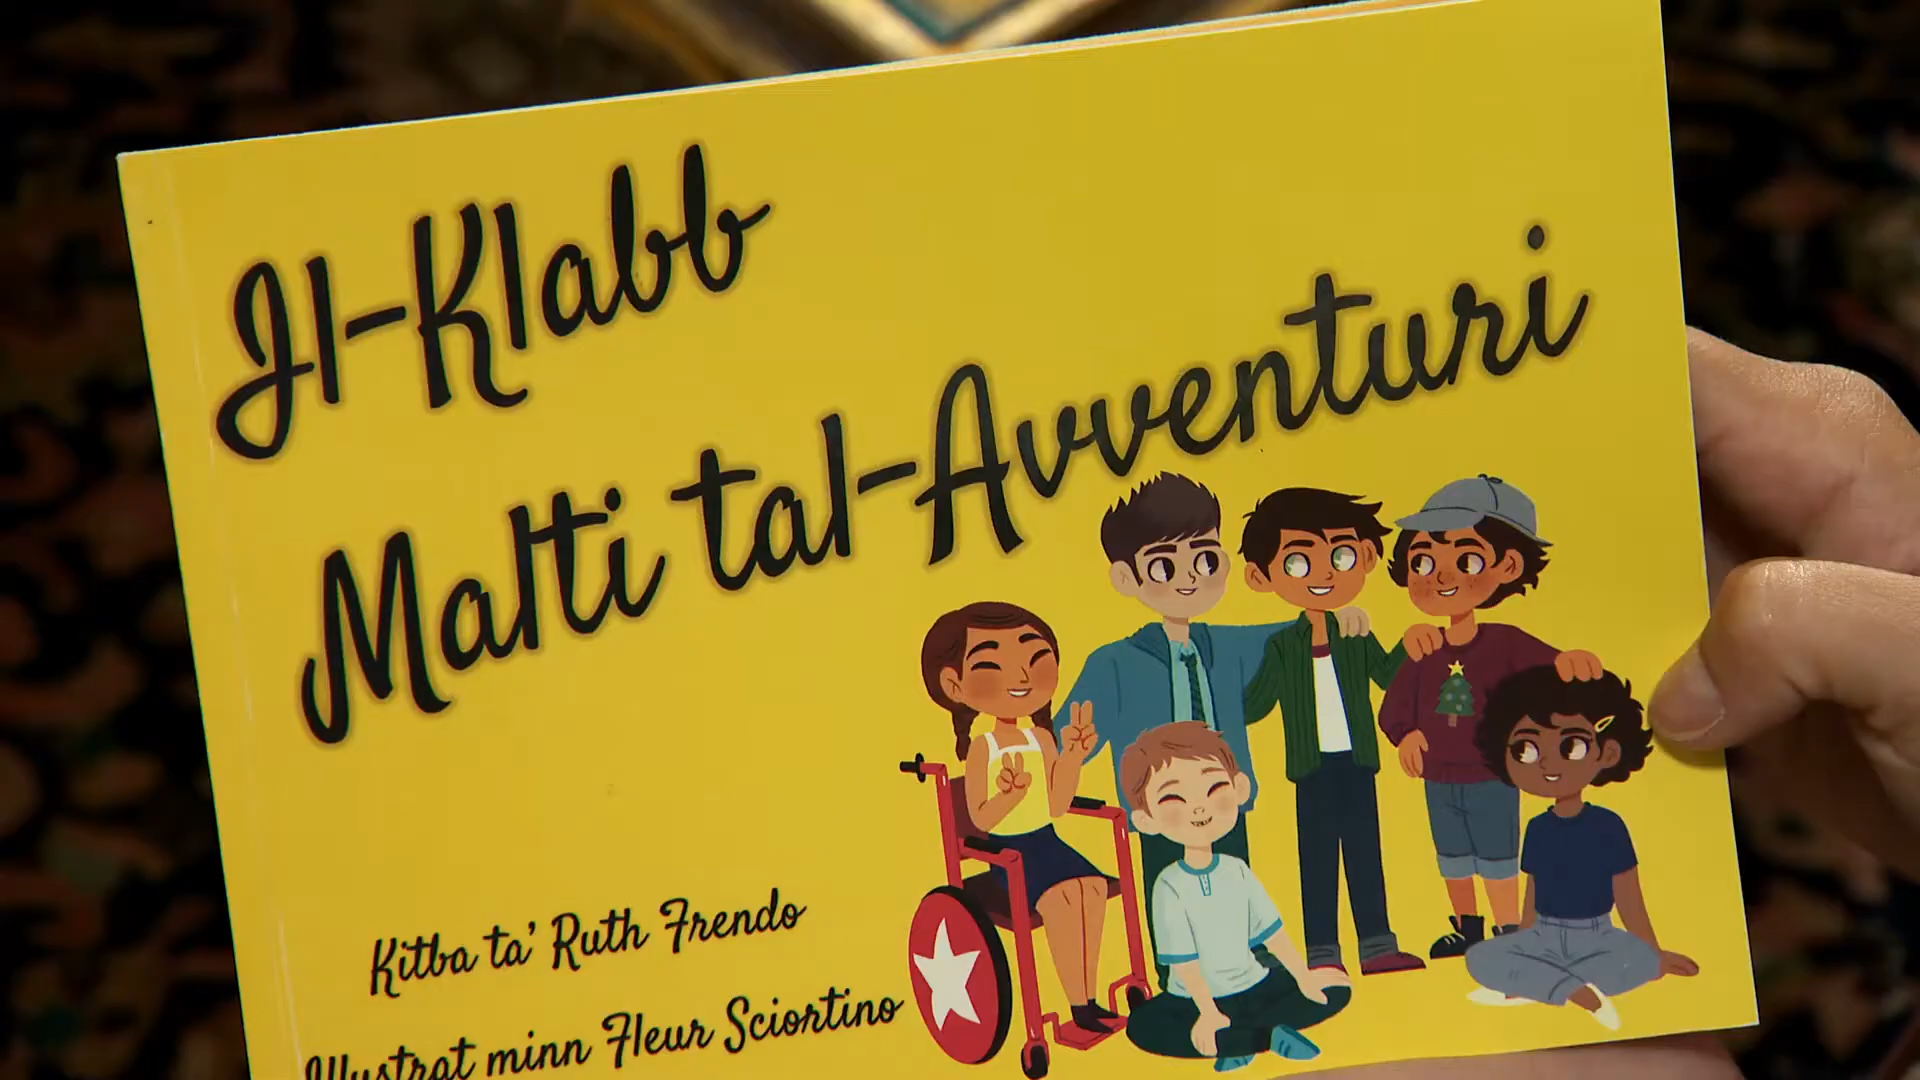 Il-Klabb
Malti tal-Avventuri
Kitba ta' Ruth Frendo
Illustrat minn Fleur Sciortino